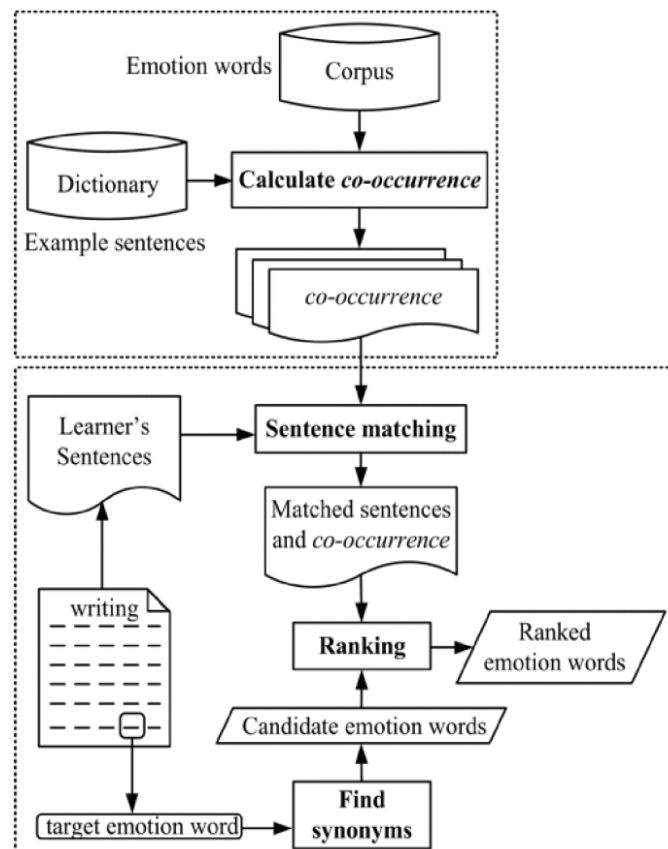 Emotion words
Corpus
Dictionary
Calculate co-occurrence
Example sentences
co-occurrence
Learner's
Sentences
Sentence matching
Matched sentences
and co-occurrence
writing
Ranking
Ranked
emotion words
Candidate emotion words
target emotion word
Find
synonyms